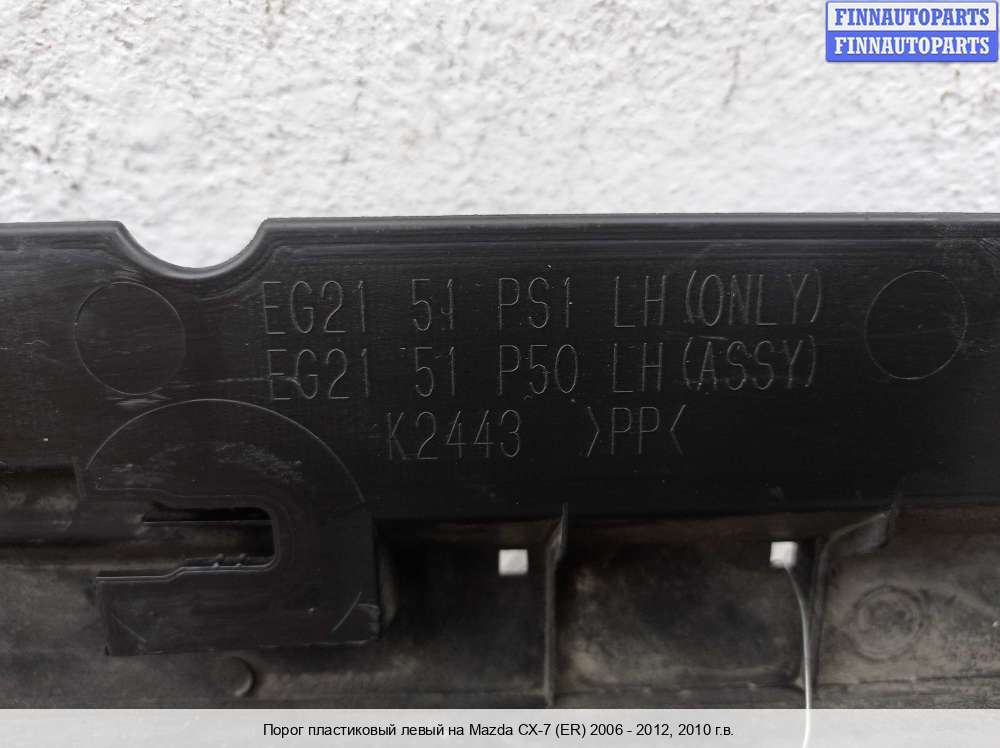 FINNAUTOPARTS
FINNAUTOPARTS
EG21 51 PS1 LH(ONLY)
EG21 51 P50 LH(ASSY)
K2443 >PP<
Порог пластиковый левый на Mazda CX-7 (ER) 2006 - 2012, 2010 г.в.